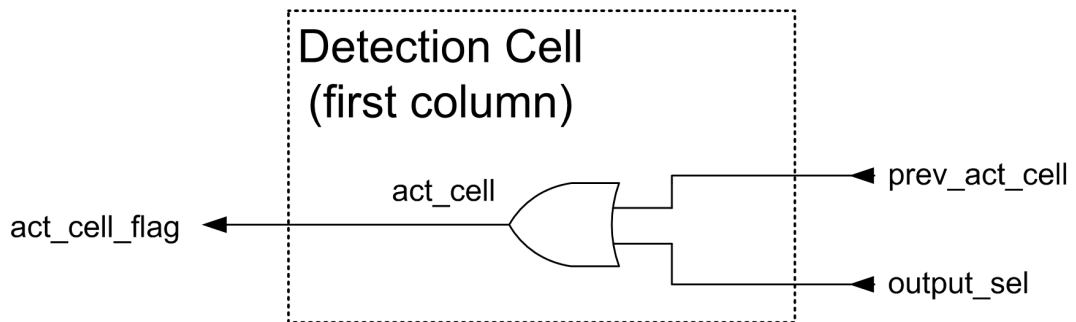 Detection Cell
(first column)
prev_act_cell
act_cell
act_cell_flag
output_sel